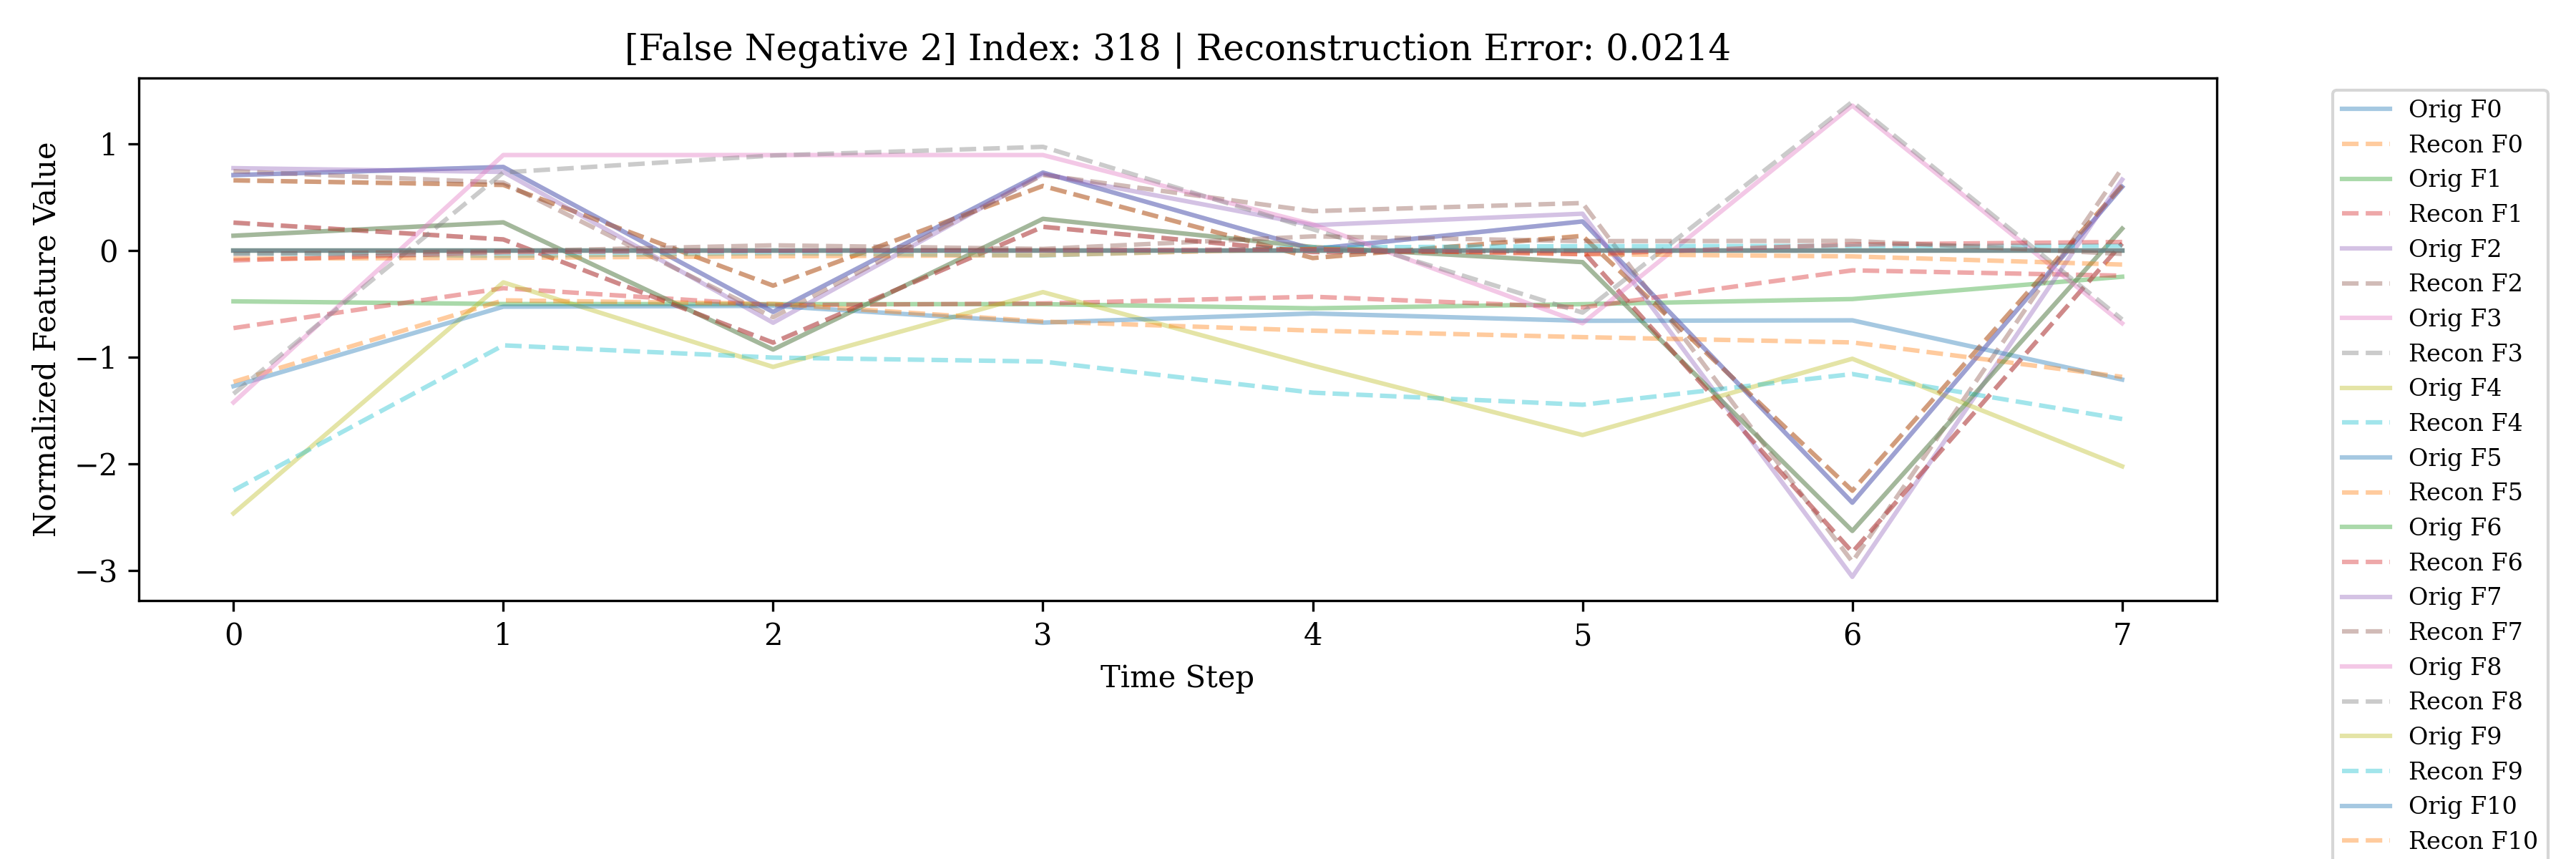 [False Negative 2] Index: 318 | Reconstruction Error: 0.0214
Normalized Feature Value
1
0
−1
−2
−3
0 1 2 3 4 5 6 7
Time Step
Orig F0
Recon F0
Orig F1
Recon F1
Orig F2
Recon F2
Orig F3
Recon F3
Orig F4
Recon F4
Orig F5
Recon F5
Orig F6
Recon F6
Orig F7
Recon F7
Orig F8
Recon F8
Orig F9
Recon F9
Orig F10
Recon F10